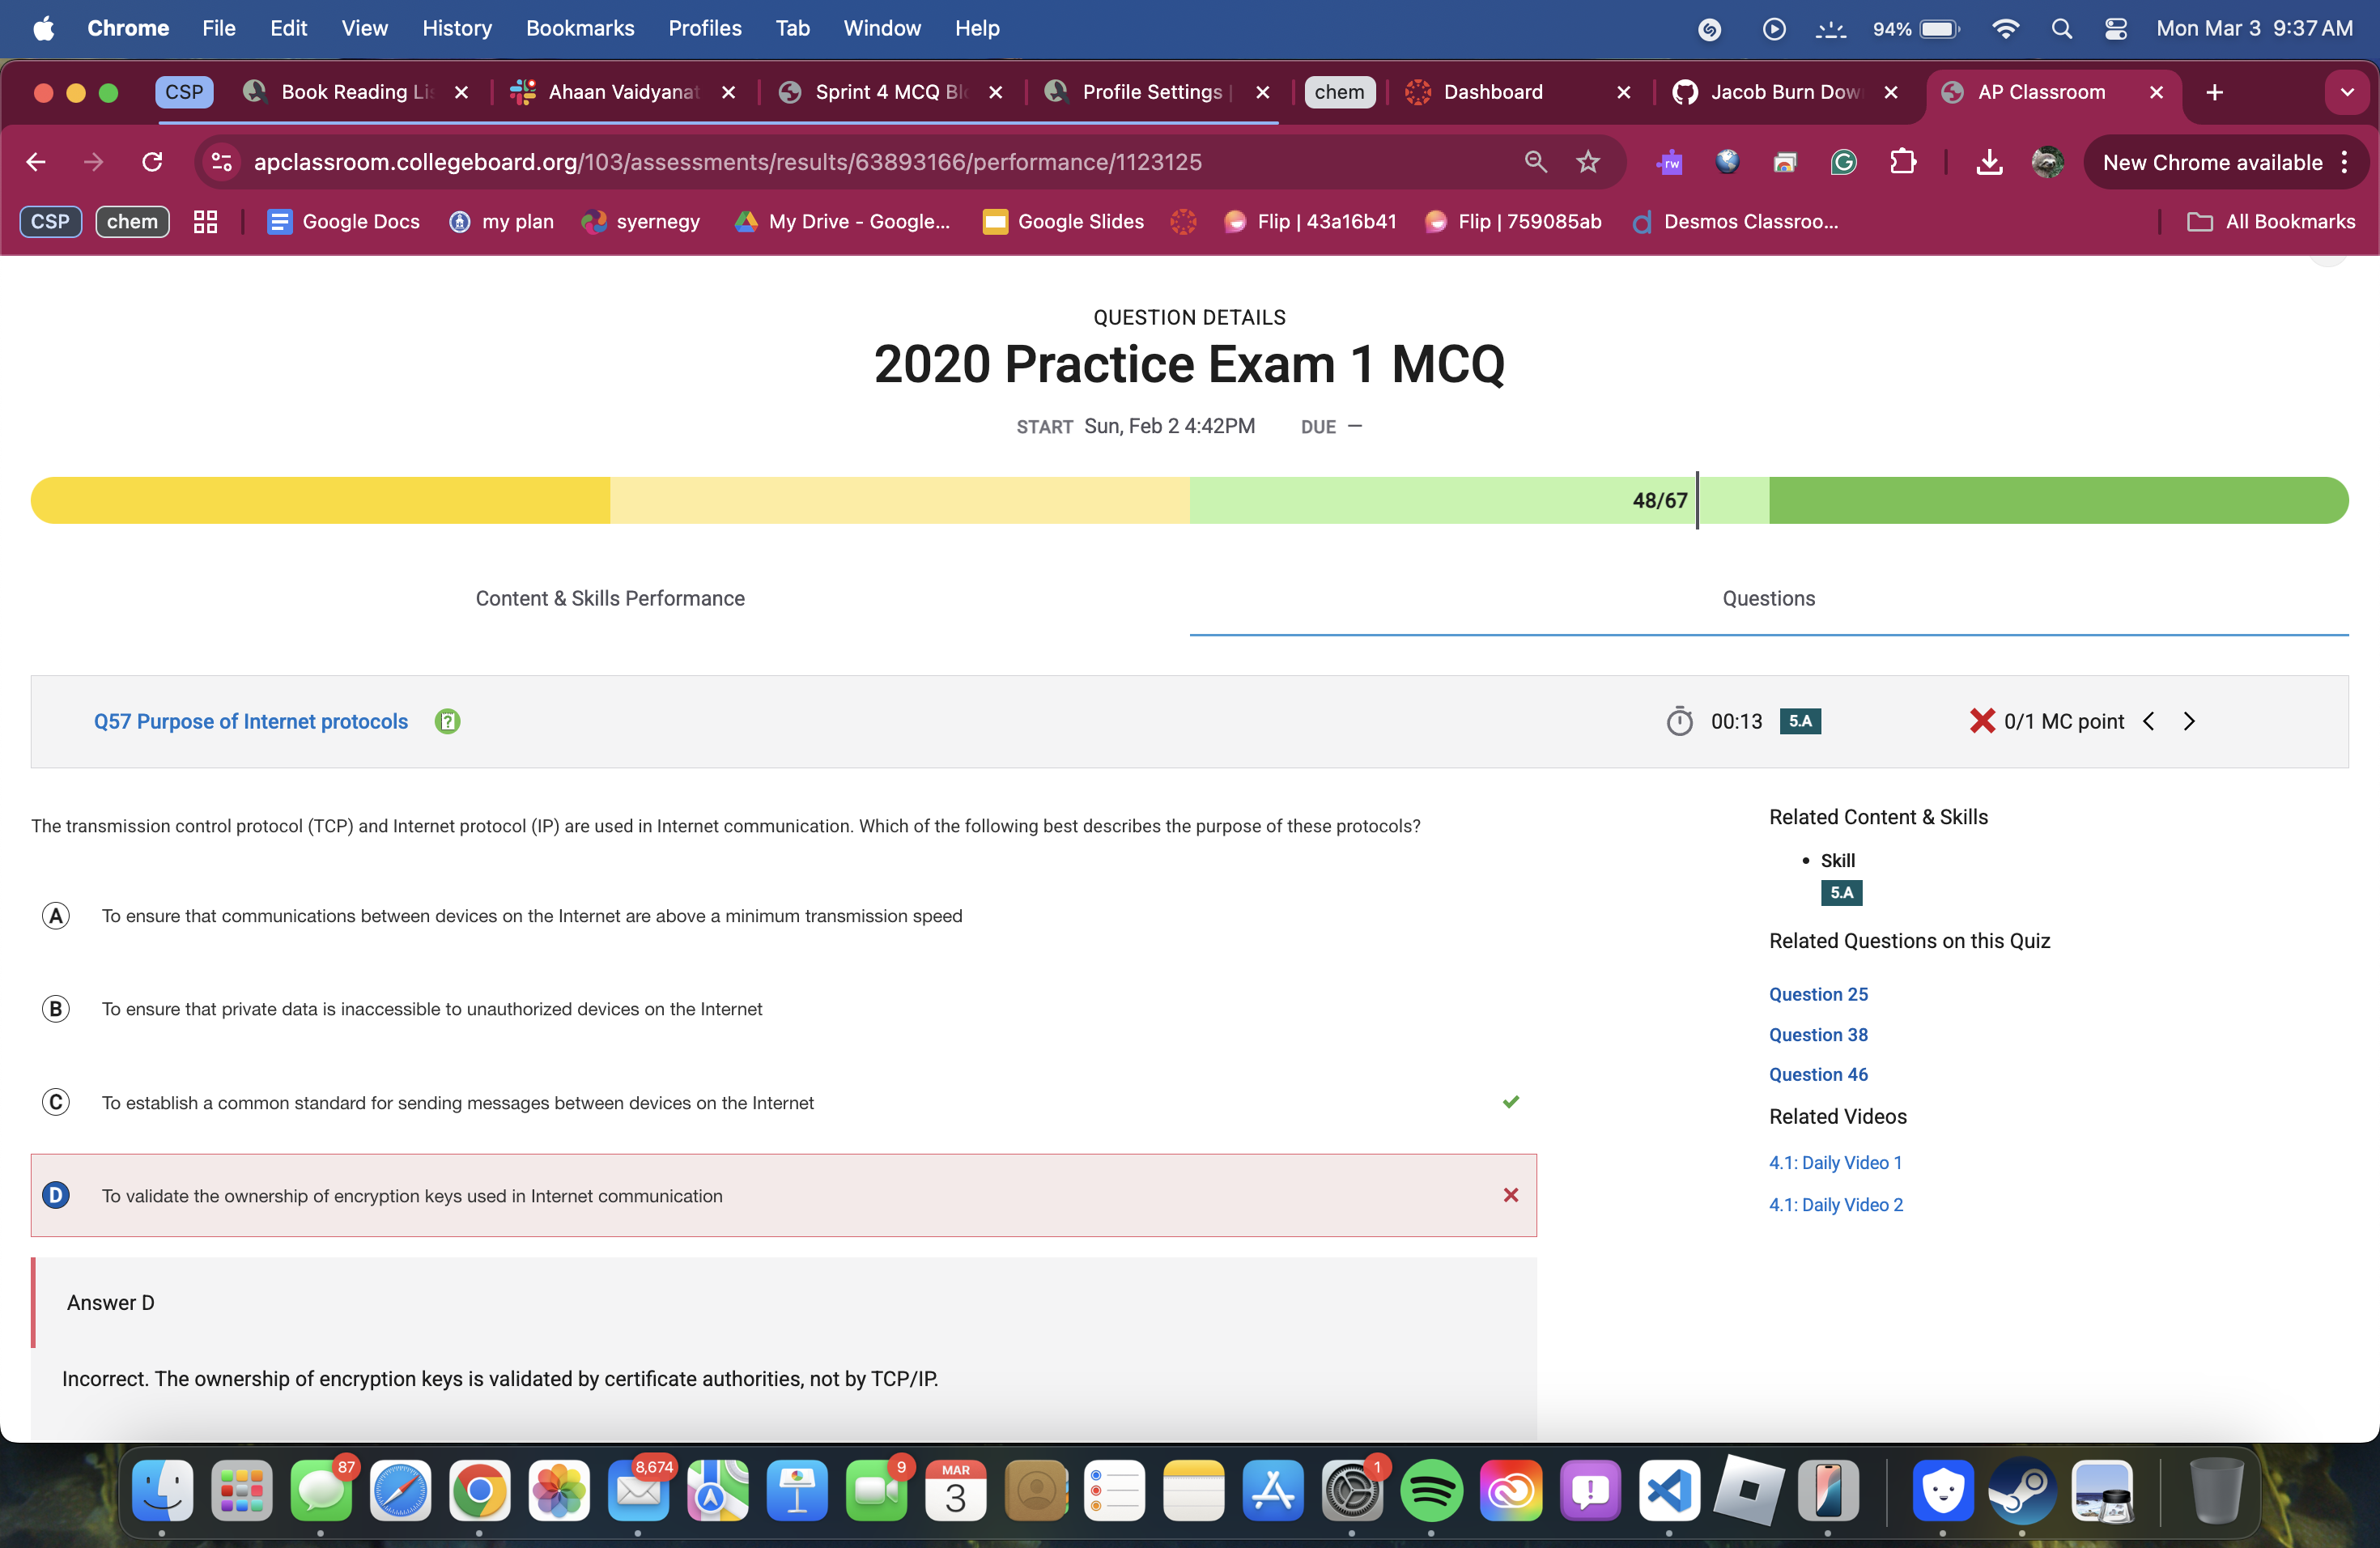 Chrome File Edit View History Bookmarks Profiles Tab Window Help 94% Mon Mar 3 9:37 AM
CSP Book Reading Lis Ahaan Vaidyanat Sprint 4 MCQ Blo Profile Settings | chem Dashboard Jacob Burn Dow AP Classroom
apclassroom.collegeboard.org/103/assessments/results/63893166/performance/1123125 rw New Chrome available
CSP chem Google Docs my plan syernegy My Drive - Google... Google Slides Flip | 43a16b41 Flip | 759085ab Desmos Classroo... All Bookmarks
QUESTION DETAILS
2020 Practice Exam 1 MCQ
START Sun, Feb 2 4:42PM DUE —
48/67
Content & Skills Performance Questions
Q57 Purpose of Internet protocols 00:13 5.A 0/1 MC point
The transmission control protocol (TCP) and Internet protocol (IP) are used in Internet communication. Which of the following best describes the purpose of these protocols?
A To ensure that communications between devices on the Internet are above a minimum transmission speed
B To ensure that private data is inaccessible to unauthorized devices on the Internet
C To establish a common standard for sending messages between devices on the Internet
D To validate the ownership of encryption keys used in Internet communication
Answer D
Incorrect. The ownership of encryption keys is validated by certificate authorities, not by TCP/IP.
Related Content & Skills
• Skill
5.A
Related Questions on this Quiz
Question 25
Question 38
Question 46
Related Videos
4.1: Daily Video 1
4.1: Daily Video 2
87 8,674 9 MAR 3 1